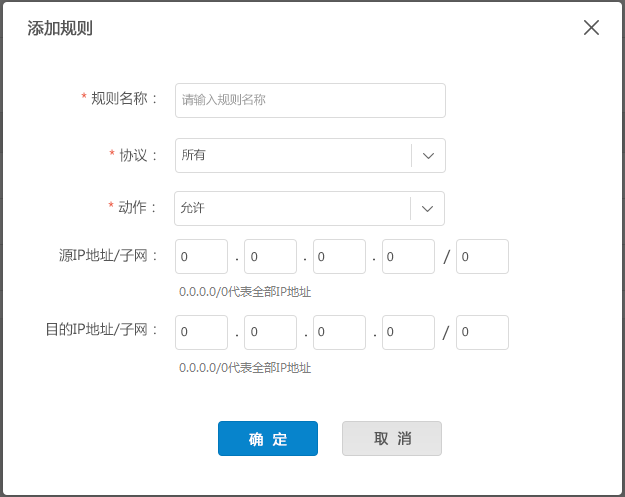 添加规则
* 规则名称： 请输入规则名称
* 协议： 所有
* 动作： 允许
源IP地址/子网： 0 . 0 . 0 . 0 / 0
0.0.0.0/0代表全部IP地址
目的IP地址/子网： 0 . 0 . 0 . 0 / 0
0.0.0.0/0代表全部IP地址
确 定 取 消